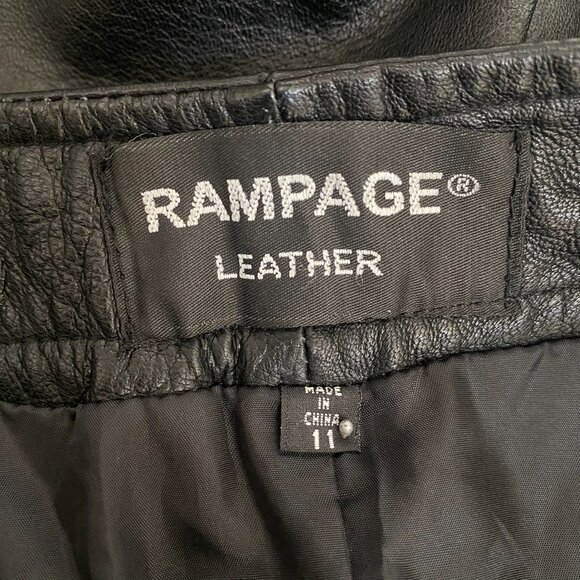 RAMPAGE®
LEATHER
MADE
IN
CHINA
11